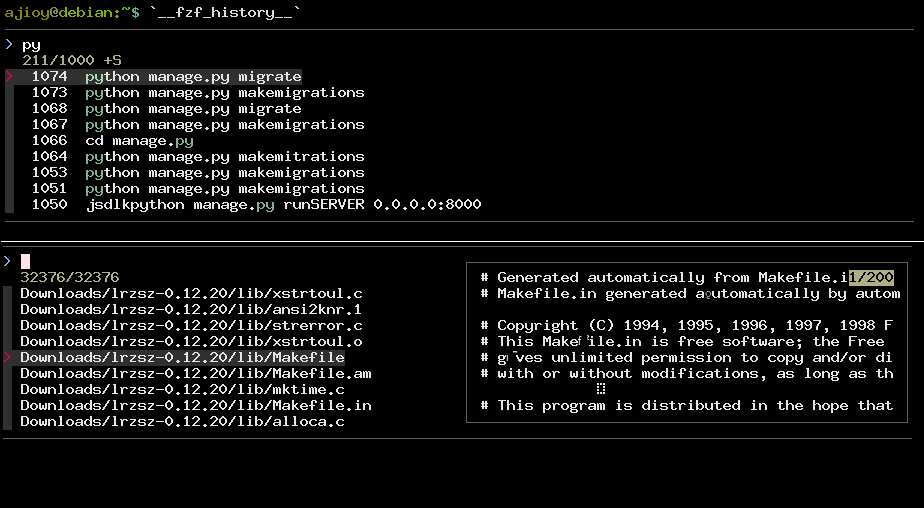 ajioy@debian:~$ `__fzf_history__`
> py
211/1000 +S
> 1074 python manage.py migrate
1073 python manage.py makemigrations
1068 python manage.py migrate
1067 python manage.py makemigrations
1066 cd manage.py
1064 python manage.py makemitrations
1053 python manage.py makemigrations
1051 python manage.py makemigrations
1050 jsdlkpython manage.py runSERVER 0.0.0.0:8000
>
32376/32376
Downloads/lrzsz-0.12.20/lib/xstrtoul.c
Downloads/lrzsz-0.12.20/lib/ansi2knr.1
Downloads/lrzsz-0.12.20/lib/strerror.c
Downloads/lrzsz-0.12.20/lib/xstrtoul.o
> Downloads/lrzsz-0.12.20/lib/Makefile
Downloads/lrzsz-0.12.20/lib/Makefile.am
Downloads/lrzsz-0.12.20/lib/mktime.c
Downloads/lrzsz-0.12.20/lib/Makefile.in
Downloads/lrzsz-0.12.20/lib/alloca.c
# Generated automatically from Makefile.i1/200
# Makefile.in generated automatically by autom
# Copyright (C) 1994, 1995, 1996, 1997, 1998 F
# This Makefile.in is free software; the Free
# gives unlimited permission to copy and/or di
# with or without modifications, as long as th
# This program is distributed in the hope that